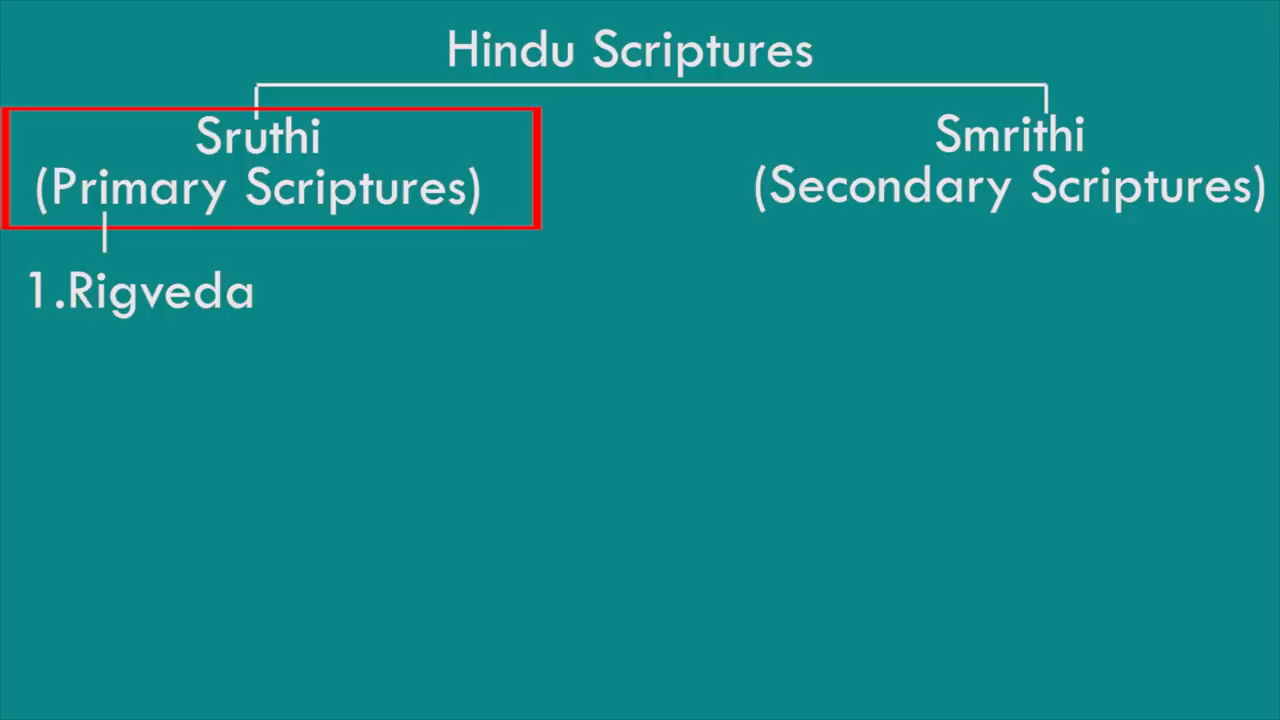 Hindu Scriptures
Sruthi
(Primary Scriptures)
1.Rigveda
Smrithi
(Secondary Scriptures)